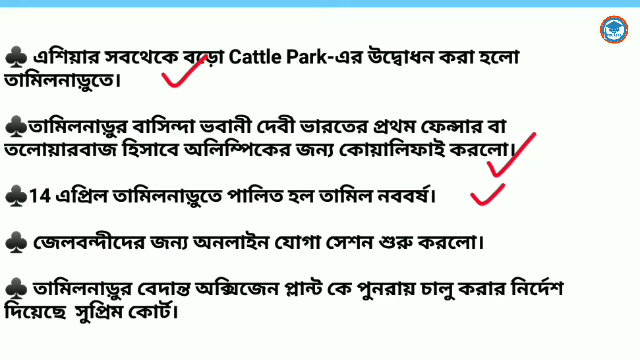 ♣ এশিয়ার সবথেকে বড়ো Cattle Park-এর উদ্বোধন করা হলো
তামিলনাড়ুতে।
♣তামিলনাড়ুর বাসিন্দা ভবানী দেবী ভারতের প্রথম ফেন্সার বা
তলোয়ারবাজ হিসাবে অলিম্পিকের জন্য কোয়ালিফাই করলো।
♣14 এপ্রিল তামিলনাড়ুতে পালিত হল তামিল নববর্ষ।
♣ জেলবন্দীদের জন্য অনলাইন যোগা সেশন শুরু করলো।
♣ তামিলনাড়ুর বেদান্ত অক্সিজেন প্লান্ট কে পুনরায় চালু করার নির্দেশ
দিয়েছে সুপ্রিম কোর্ট।